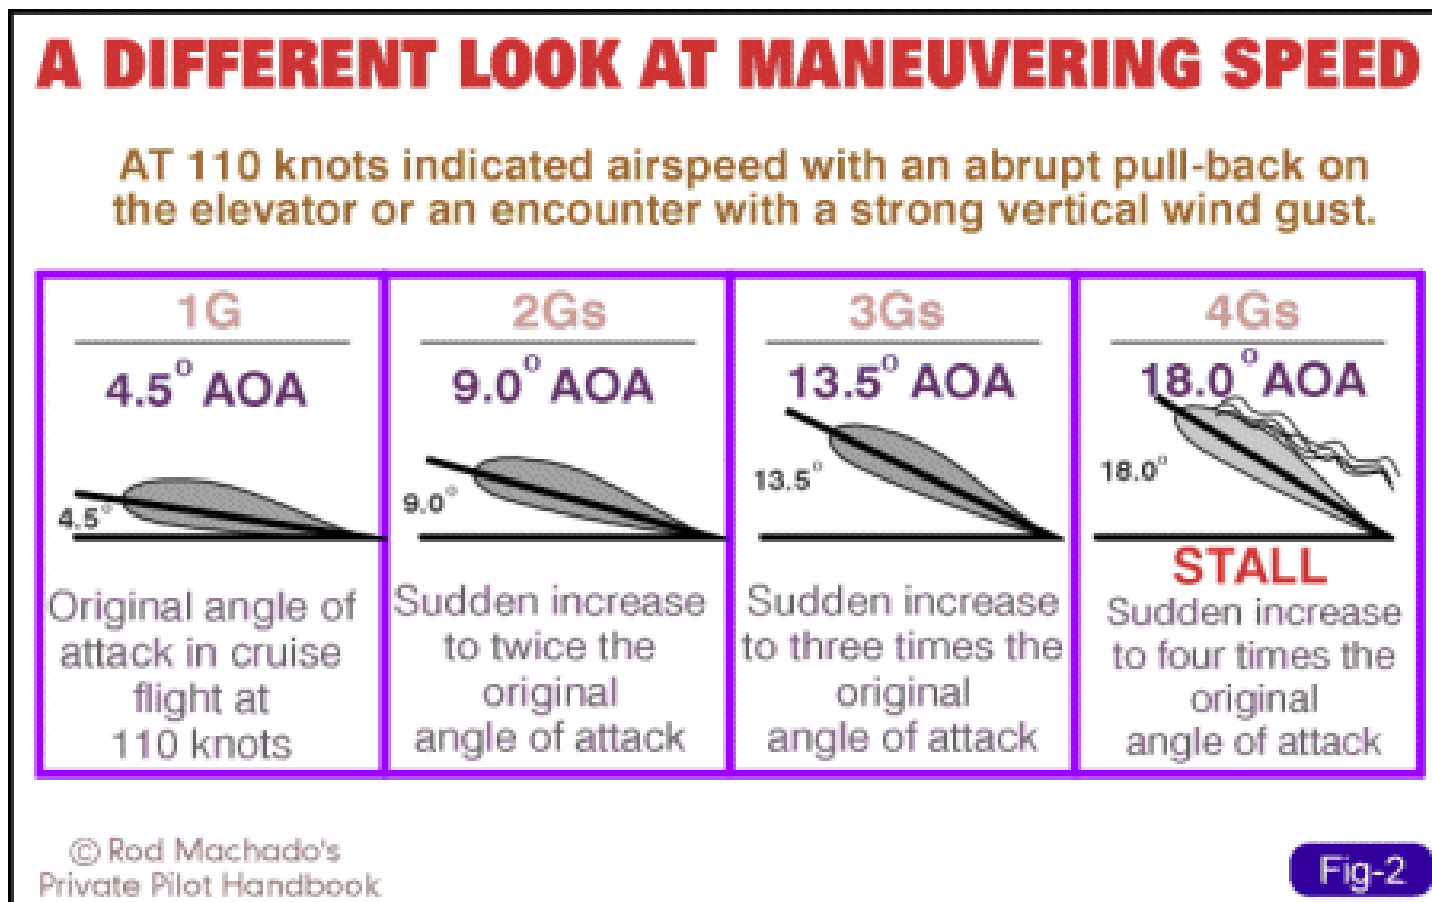 A DIFFERENT LOOK AT MANEUVERING SPEED
AT 110 knots indicated airspeed with an abrupt pull-back on
the elevator or an encounter with a strong vertical wind gust.
1G
4.5° AOA
4.5°
Original angle of
attack in cruise
flight at
110 knots
2Gs
9.0° AOA
9.0°
Sudden increase
to twice the
original
angle of attack
3Gs
13.5° AOA
13.5°
Sudden increase
to three times the
original
angle of attack
4Gs
18.0° AOA
18.0°
STALL
Sudden increase
to four times the
original
angle of attack
© Rod Machado's
Private Pilot Handbook
Fig-2